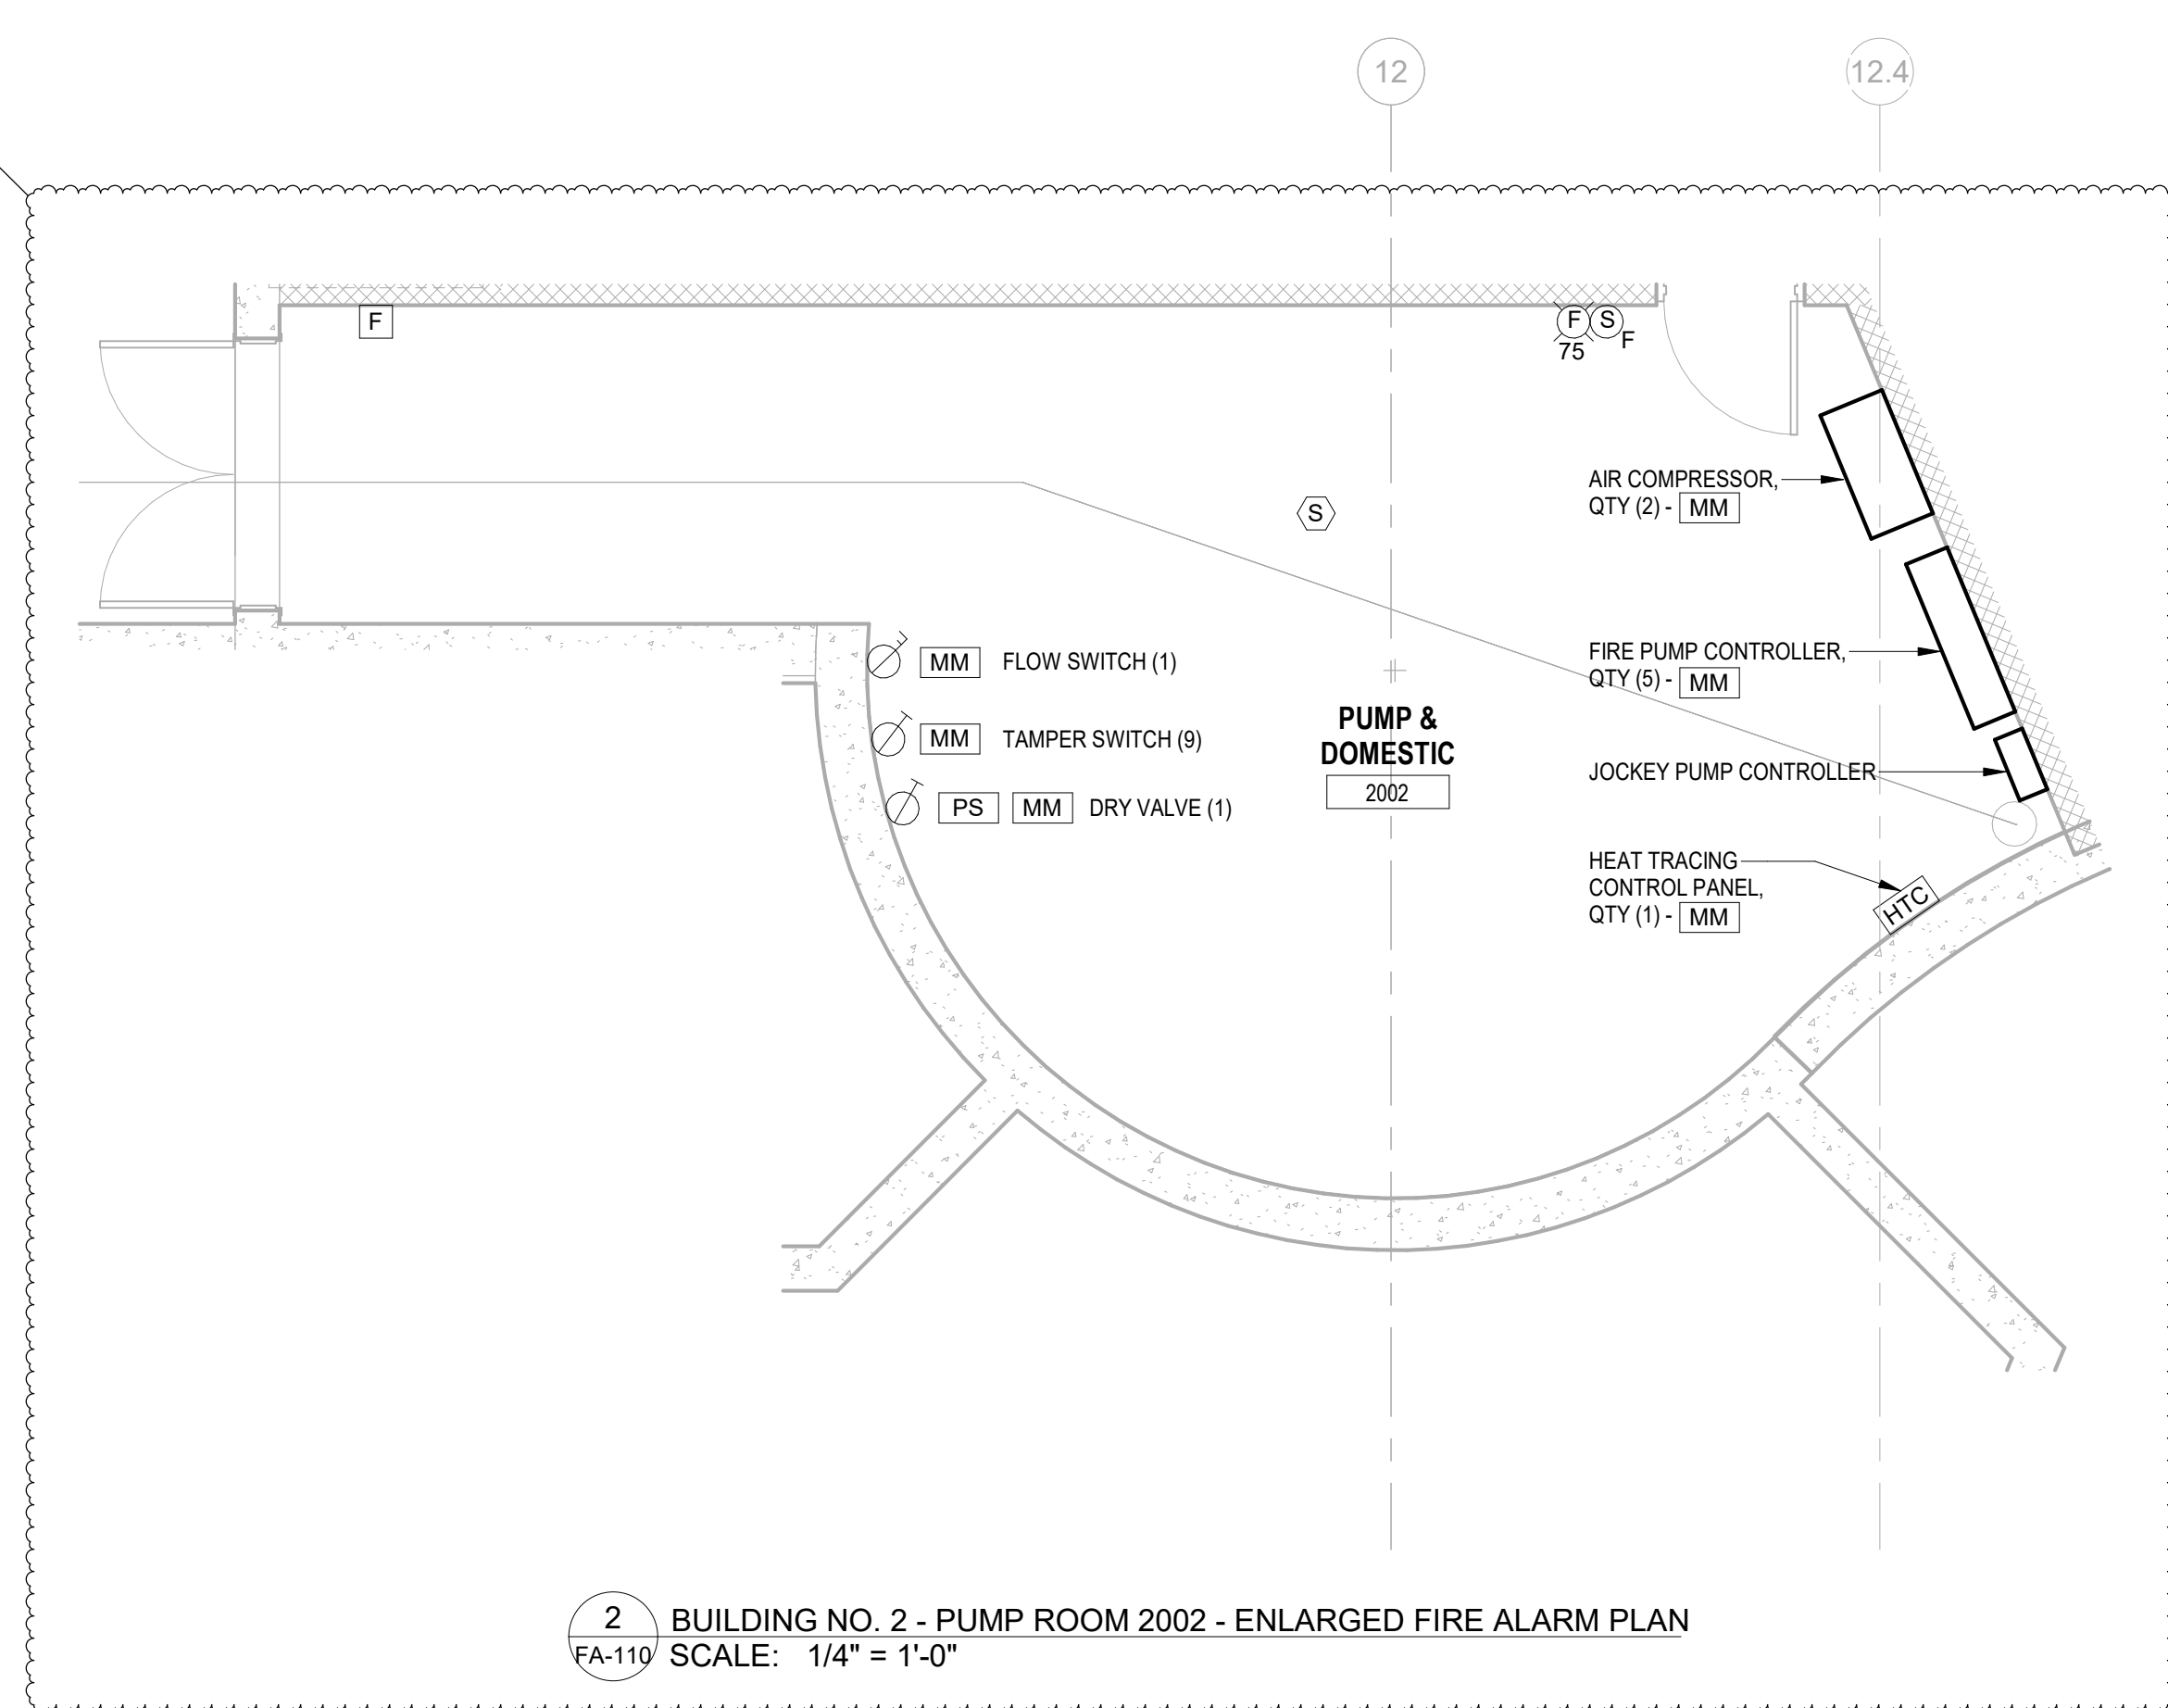 12
12.4
F
F S
F
75
AIR COMPRESSOR,
QTY (2) - MM
S
FIRE PUMP CONTROLLER,
QTY (5) - MM
MM FLOW SWITCH (1)
MM TAMPER SWITCH (9)
PS MM DRY VALVE (1)
PUMP &
DOMESTIC
2002
JOCKEY PUMP CONTROLLER
HEAT TRACING
CONTROL PANEL,
QTY (1) - MM
HTC
2
FA-110
BUILDING NO. 2 - PUMP ROOM 2002 - ENLARGED FIRE ALARM PLAN
SCALE: 1/4" = 1'-0"